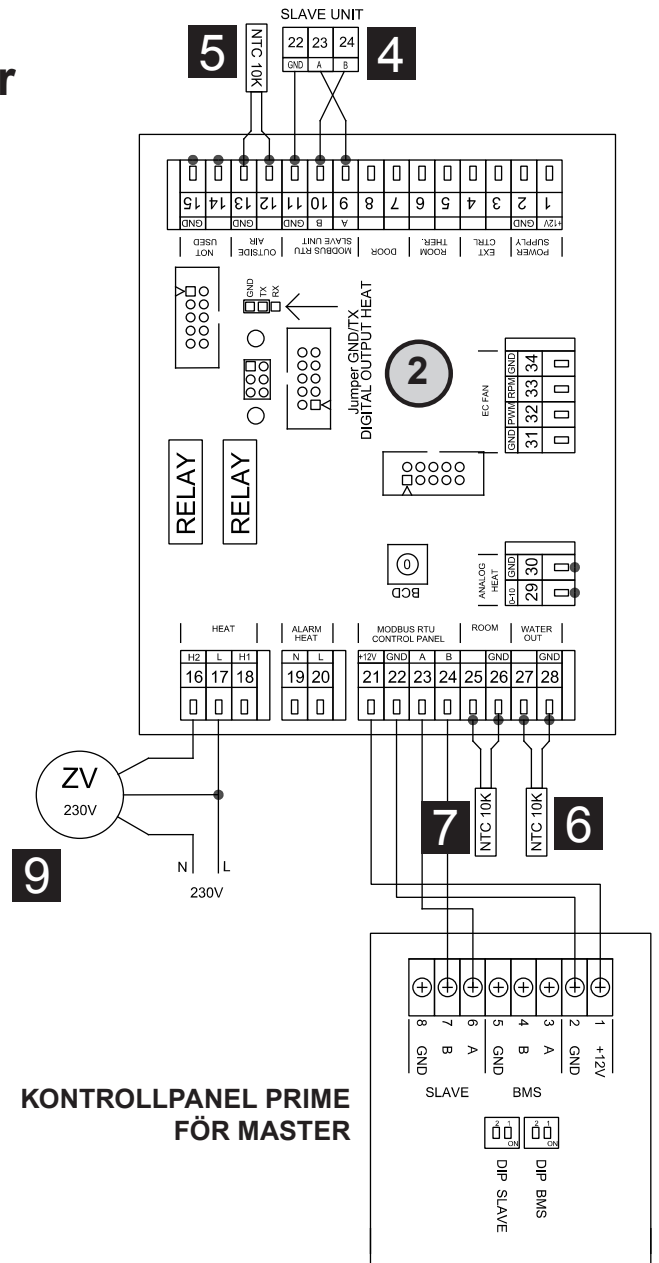 r
SLAVE UNIT
5
NTC 10K
22 23 24
GND A B
4
15 14 13 12 11 10 9 8 7 6 5 4 3 2 1
GND GND GND B A GND +12V
NOT USED
OUTSIDE AIR
MODBUS RTU SLAVE UNIT
DOOR
ROOM THER.
EXT CTRL
POWER SUPPLY
GND
TX
RX
Jumper GND/TX
DIGITAL OUTPUT HEAT
2
EC FAN
GND PWM RPM GND
31 32 33 34
RELAY
RELAY
0
BCD
ANALOG HEAT
0-10 GND
29 30
HEAT
ALARM HEAT
MODBUS RTU CONTROL PANEL
ROOM
WATER OUT
H2 L H1 N L +12V GND A B GND GND
16 17 18 19 20 21 22 23 24 25 26 27 28
ZV
230V
9
N L
230V
7
NTC 10K
NTC 10K
6
8 7 6 5 4 3 2 1
GND B A GND B A GND +12V
SLAVE BMS
KONTROLLPANEL PRIME
FÖR MASTER
2 1
ON
2 1
ON
DIP SLAVE
DIP BMS